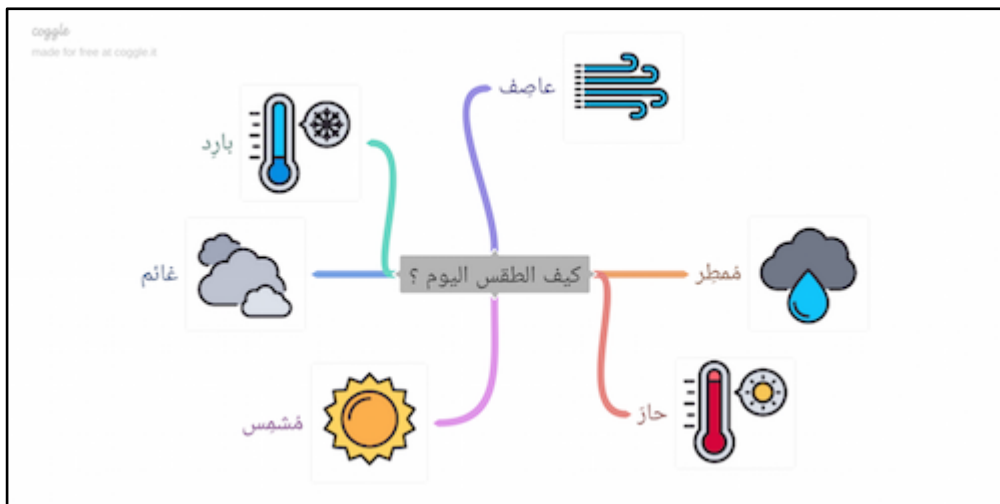 coggle
made for free at coggle.it
عاصِف
بارِد
مُمطِر
غائم
كيف الطقس اليوم ؟
حارّ
مُشمِس